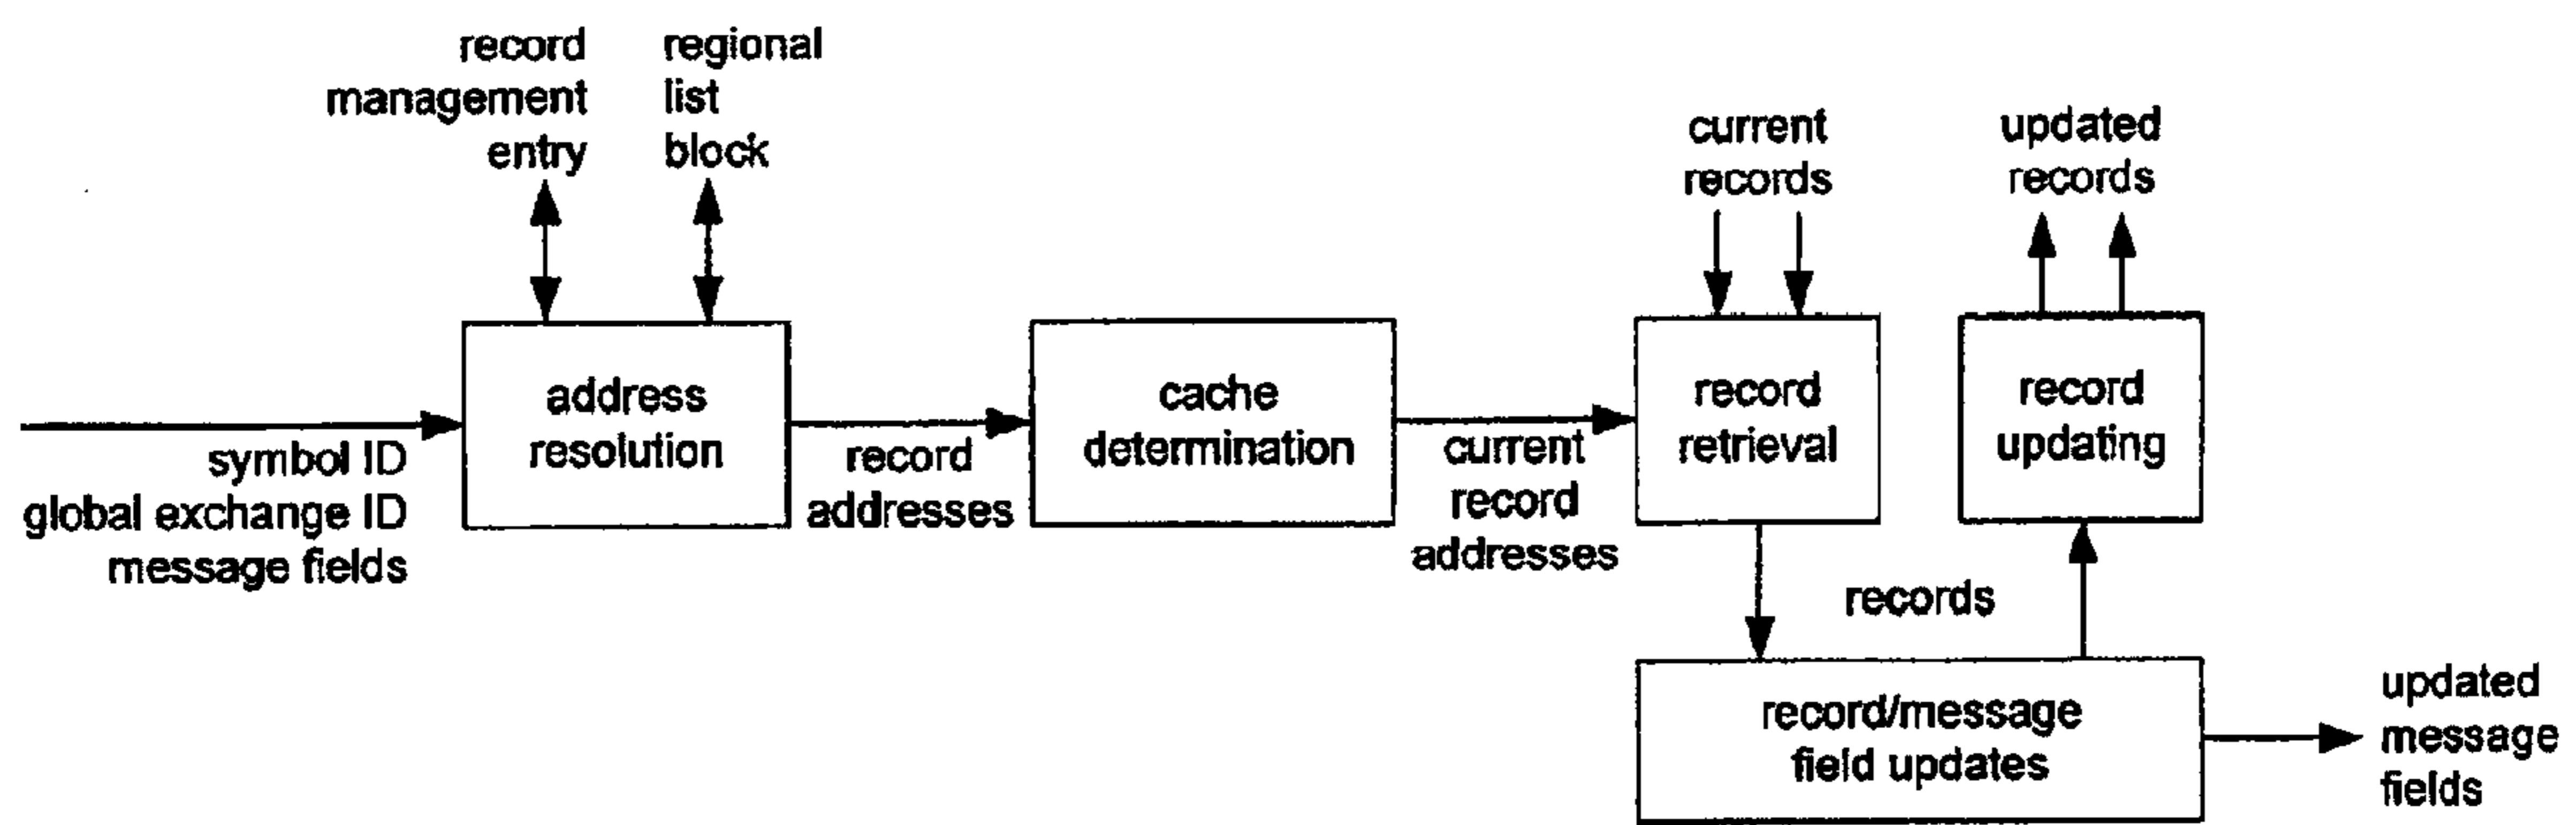 record
management
entry
regional
list
block
current
records
updated
records
symbol ID
global exchange ID
message fields
address
resolution
record
addresses
cache
determination
current
record
addresses
record
retrieval
record
updating
records
record/message
field updates
updated
message
fields